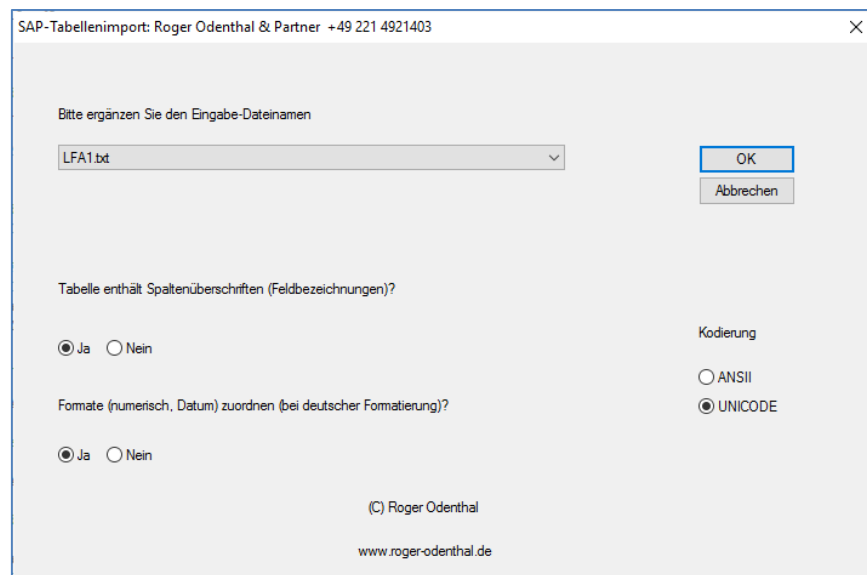 SAP-Tabellenimport: Roger Odenthal & Partner +49 221 4921403
Bitte ergänzen Sie den Eingabe-Dateinamen
LFA1.txt
OK
Abbrechen
Tabelle enthält Spaltenüberschriften (Feldbezeichnungen)?
Ja Nein
Kodierung
ANSII
UNICODE
Formate (numerisch, Datum) zuordnen (bei deutscher Formatierung)?
Ja Nein
(C) Roger Odenthal
www.roger-odenthal.de